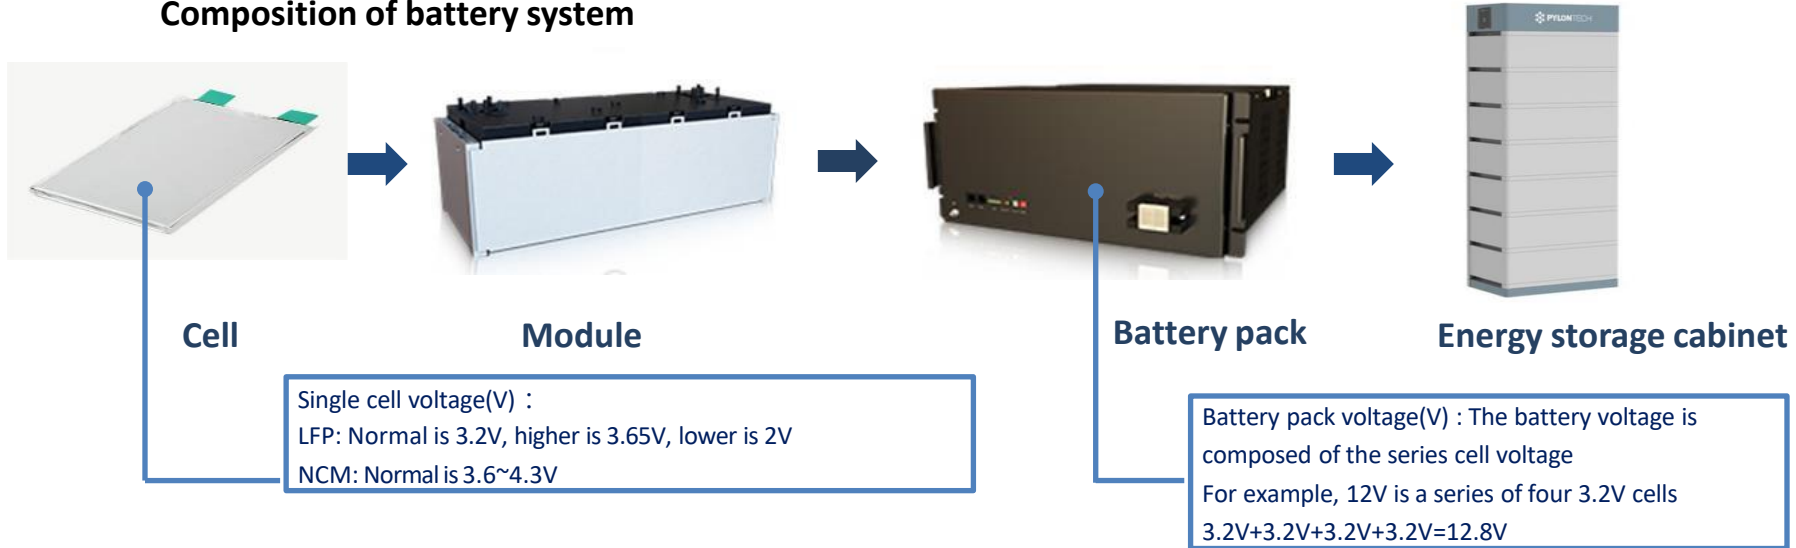 Composition of battery system
PYLONTECH
Cell
Module
Battery pack
Energy storage cabinet
Single cell voltage(V)：
LFP: Normal is 3.2V, higher is 3.65V, lower is 2V
NCM: Normal is 3.6~4.3V
Battery pack voltage(V) : The battery voltage is
composed of the series cell voltage
For example, 12V is a series of four 3.2V cells
3.2V+3.2V+3.2V+3.2V=12.8V